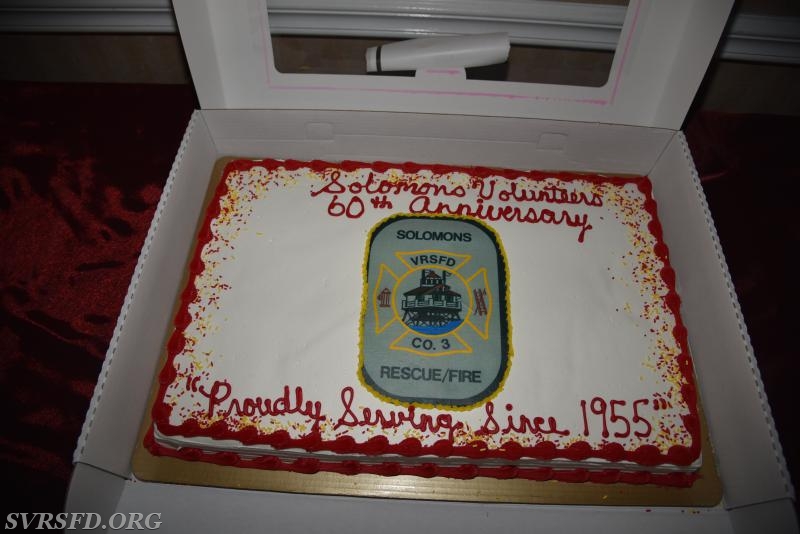 Solomons Volunteers
60th Anniversary
SOLOMONS
VRSFD
CO. 3
RESCUE/FIRE
"Proudly Serving Since 1955"
SVRSFD.ORG